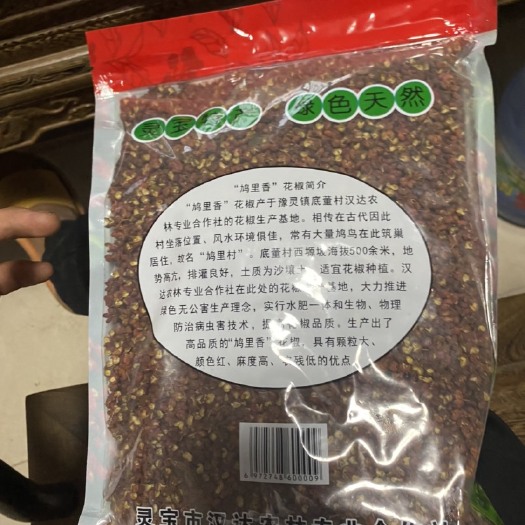 灵宝特产 绿色天然
“鸠里香”花椒简介
“鸠里香”花椒产于豫灵镇底董村汉达农
林专业合作社的花椒生产基地。相传在古代因此
村坐落位置、风水环境俱佳，常有大量鸠鸟在此筑巢
居住，故名“鸠里村”。底董村西塬坂海拔500余米，地
势高亢，排灌良好，土质为沙壤土，适宜花椒种植。汉
达农林专业合作社在此处的花椒基地，大力推进
绿色无公害生产理念，实行水肥一体和生物、物理
防治病虫害技术，提升花椒品质。生产出了
高品质的“鸠里香”花椒，具有颗粒大、
颜色红、麻度高、农残低的优点。
6972748600009
灵宝市汉达农林专业合作社